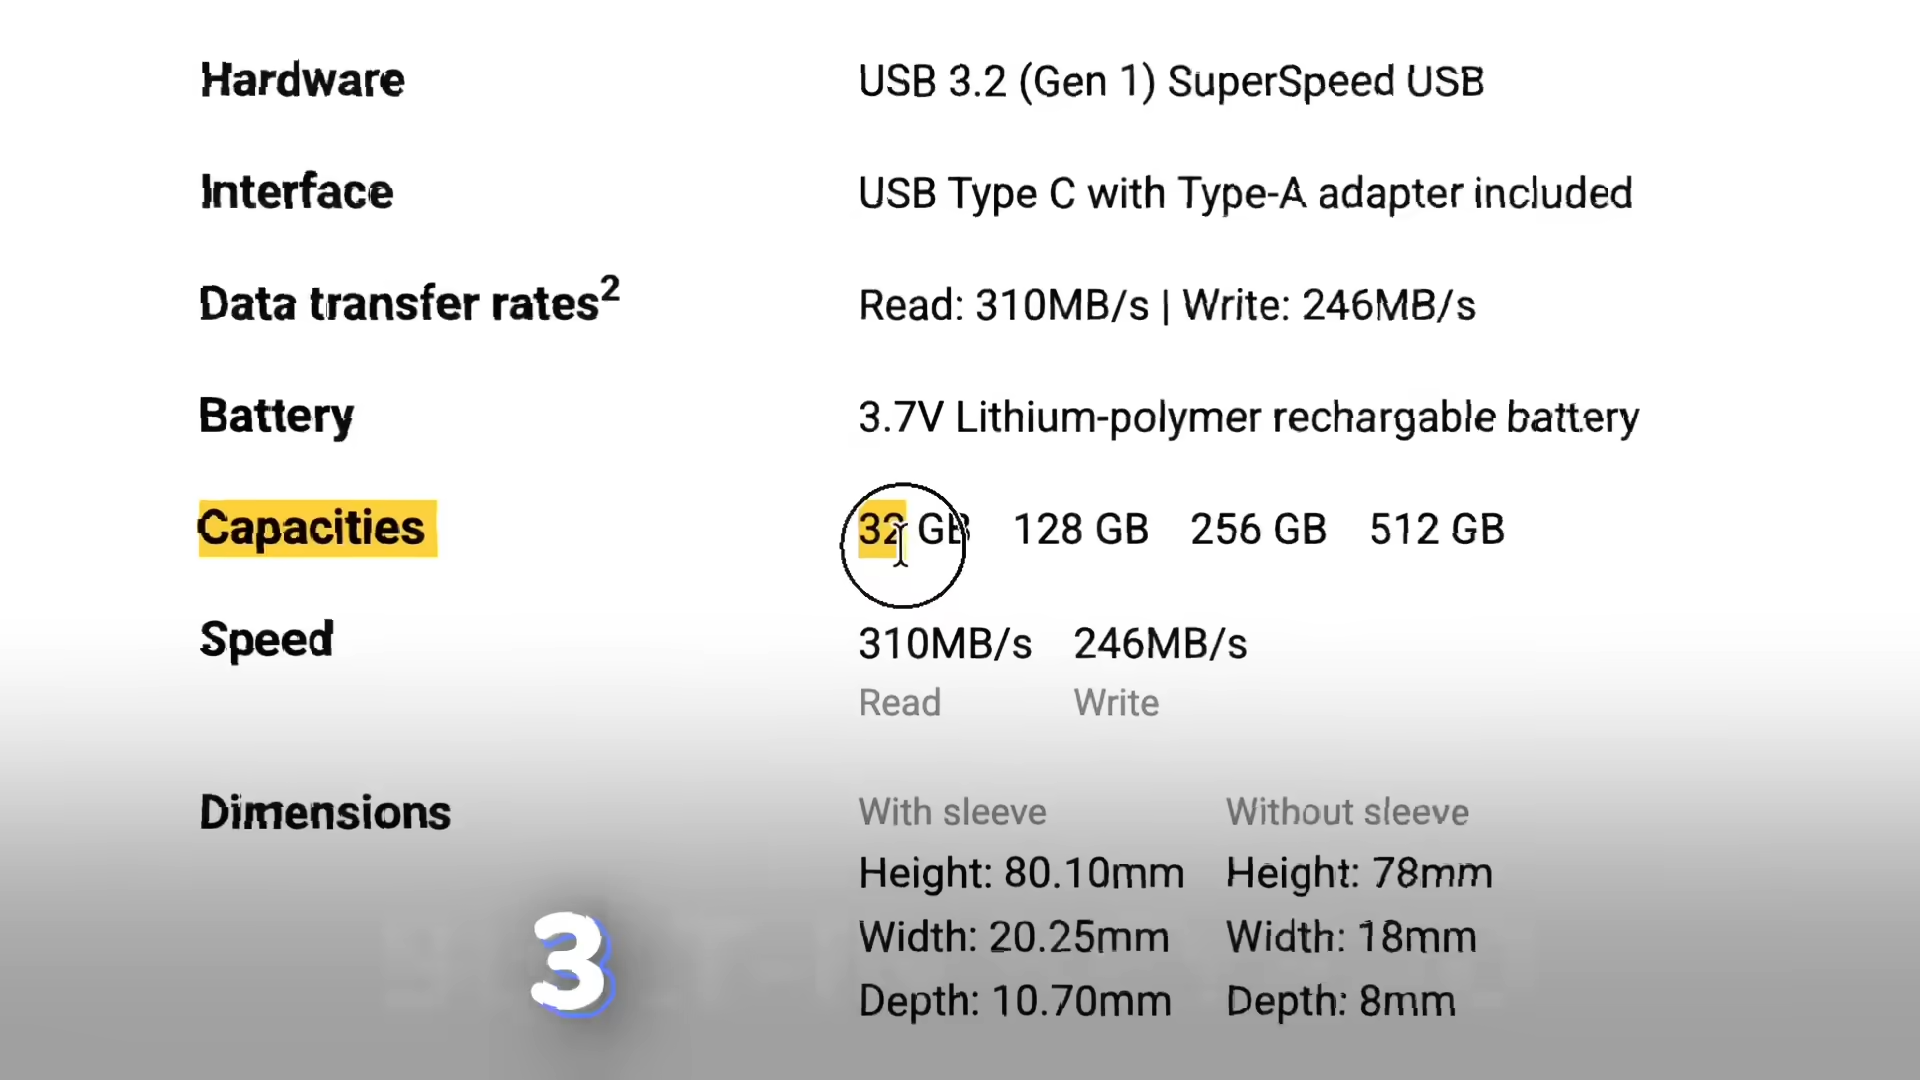 Hardware USB 3.2 (Gen 1) SuperSpeed USB
Interface USB Type C with Type-A adapter included
Data transfer rates2 Read: 310MB/s | Write: 246MB/s
Battery 3.7V Lithium-polymer rechargable battery
Capacities 32 GB 128 GB 256 GB 512 GB
Speed 310MB/s 246MB/s
Read Write
Dimensions With sleeve Without sleeve
Height: 80.10mm Height: 78mm
Width: 20.25mm Width: 18mm
Depth: 10.70mm Depth: 8mm
3